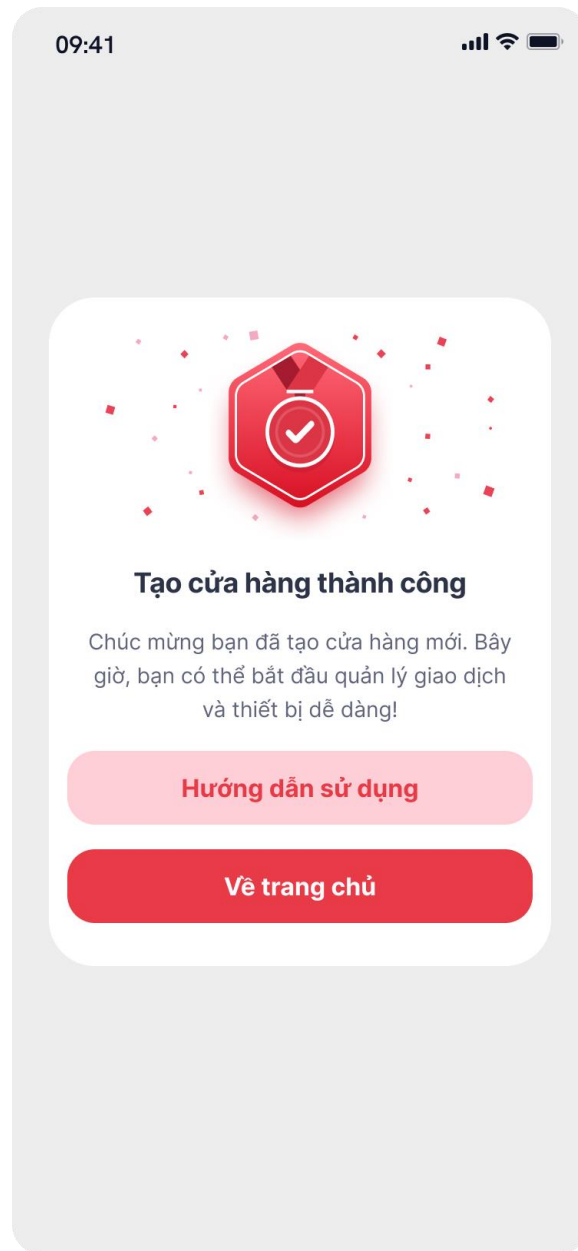 09:41
Tạo cửa hàng thành công
Chúc mừng bạn đã tạo cửa hàng mới. Bây
giờ, bạn có thể bắt đầu quản lý giao dịch
và thiết bị dễ dàng!
Hướng dẫn sử dụng
Về trang chủ